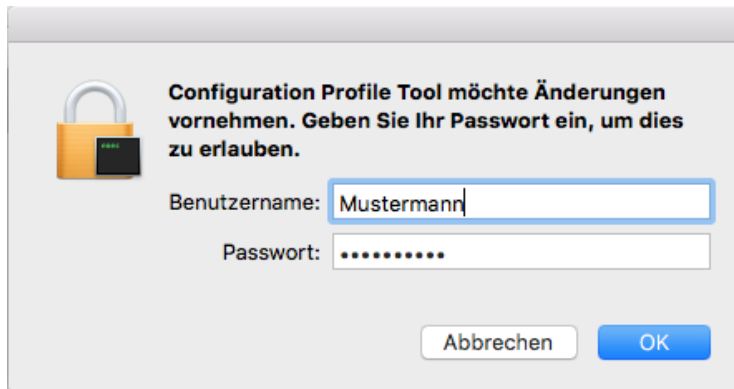 Configuration Profile Tool möchte Änderungen
vornehmen. Geben Sie Ihr Passwort ein, um dies
zu erlauben.
Benutzername: Mustermann
Passwort: ••••••••••
Abbrechen OK